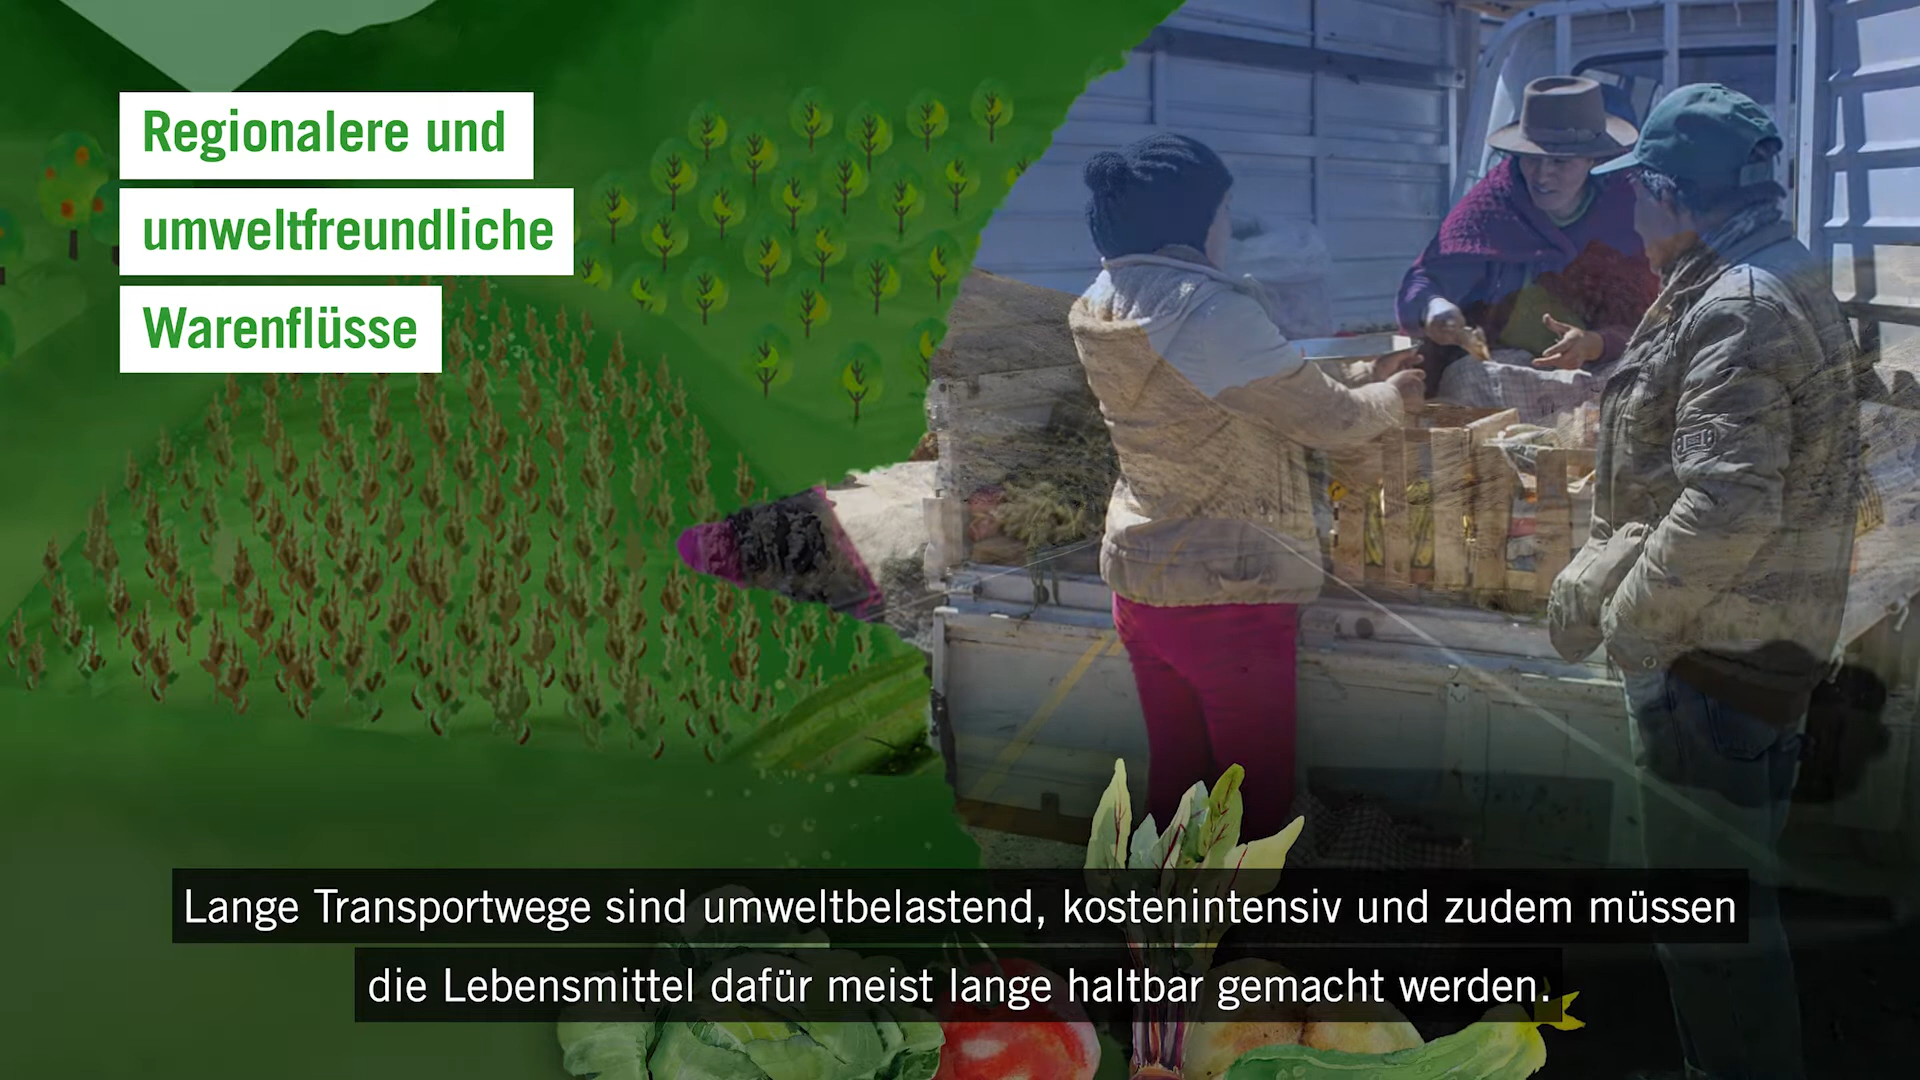 Regionalere und
umweltfreundliche
Warenflüsse
Lange Transportwege sind umweltbelastend, kostenintensiv und zudem müssen
die Lebensmittel dafür meist lange haltbar gemacht werden.